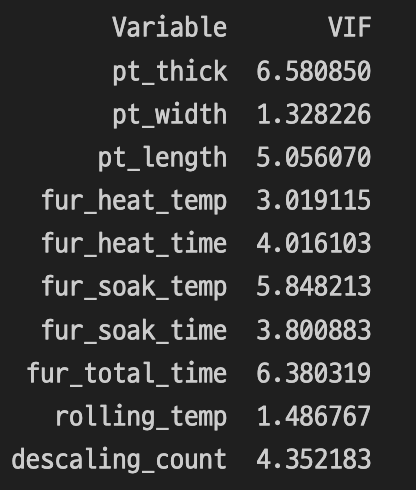 Variable VIF
pt_thick 6.580850
pt_width 1.328226
pt_length 5.056070
fur_heat_temp 3.019115
fur_heat_time 4.016103
fur_soak_temp 5.848213
fur_soak_time 3.800883
fur_total_time 6.380319
rolling_temp 1.486767
descaling_count 4.352183